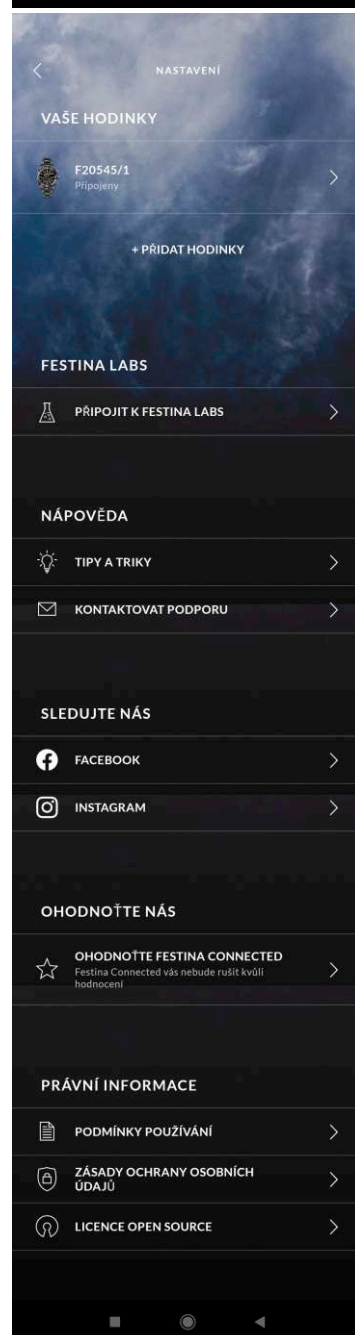 NASTAVENÍ
VAŠE HODINKY
F20545/1
Připojeny
+ PŘIDAT HODINKY
FESTINA LABS
PŘIPOJIT K FESTINA LABS
NÁPOVĚDA
TIPY A TRIKY
KONTAKTOVAT PODPORU
SLEDUJTE NÁS
FACEBOOK
INSTAGRAM
OHODNOŤTE NÁS
OHODNOŤTE FESTINA CONNECTED
Festina Connected vás nebude rušit kvůli
hodnocení
PRÁVNÍ INFORMACE
PODMÍNKY POUŽÍVÁNÍ
ZÁSADY OCHRANY OSOBNÍCH
ÚDAJŮ
LICENCE OPEN SOURCE